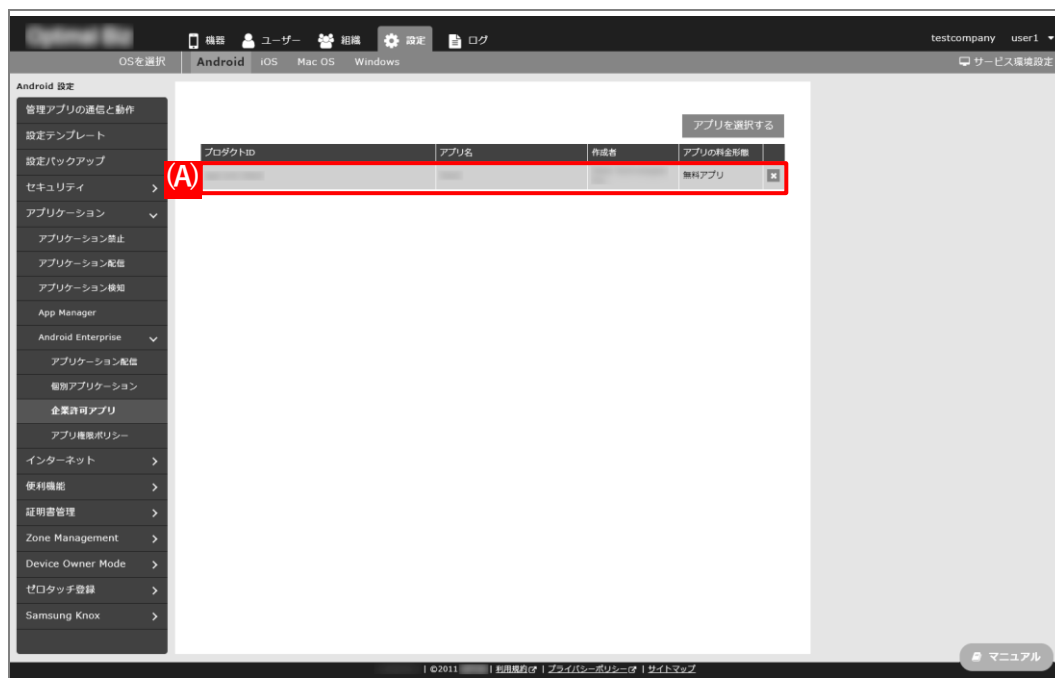 機器 ユーザー 組織 設定 ログ testcompany user1
OSを選択 Android iOS Mac OS Windows サービス環境設定
Android 設定
管理アプリの通信と動作
設定テンプレート
設定バックアップ
セキュリティ
アプリケーション
アプリケーション禁止
アプリケーション配信
アプリケーション検知
App Manager
Android Enterprise
アプリケーション配信
個別アプリケーション
企業許可アプリ
アプリ権限ポリシー
インターネット
便利機能
証明書管理
Zone Management
Device Owner Mode
ゼロタッチ登録
Samsung Knox
アプリを選択する
プロダクトID アプリ名 作成者 アプリの料金形態
(A) 無料アプリ
マニュアル
| ©2011 | 利用規約 | プライバシーポリシー | サイトマップ